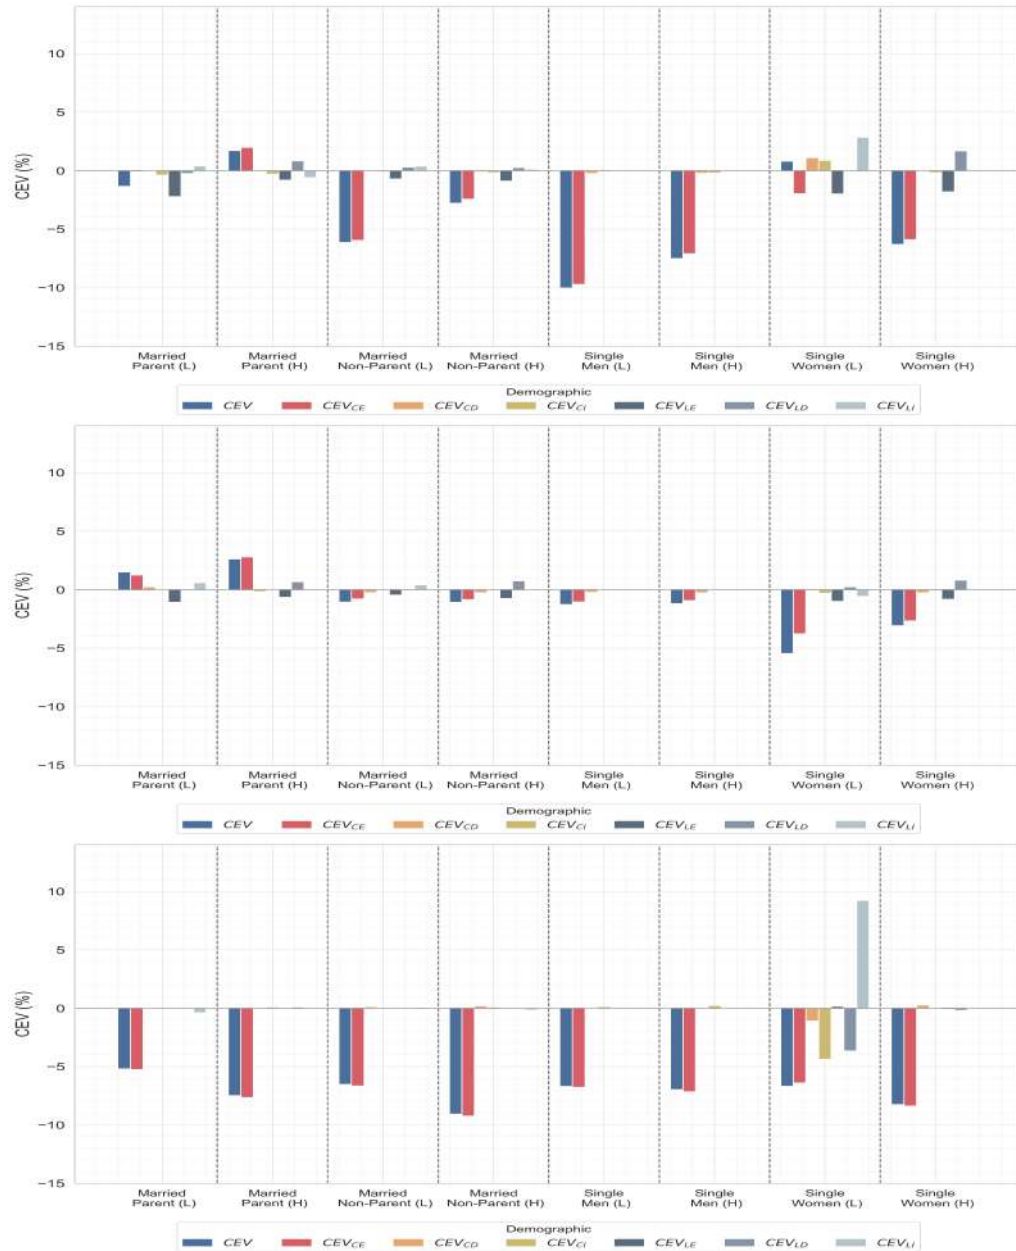 10
5
0
−5
−10
−15
CEV (%)
Married Parent (L)
Married Parent (H)
Married Non-Parent (L)
Married Non-Parent (H)
Single Men (L)
Single Men (H)
Single Women (L)
Single Women (H)
Demographic
CEV CEV_CE CEV_CD CEV_CI CEV_LE CEV_LD CEV_LI
10
5
0
−5
−10
−15
CEV (%)
Married Parent (L)
Married Parent (H)
Married Non-Parent (L)
Married Non-Parent (H)
Single Men (L)
Single Men (H)
Single Women (L)
Single Women (H)
Demographic
CEV CEV_CE CEV_CD CEV_CI CEV_LE CEV_LD CEV_LI
10
5
0
−5
−10
−15
CEV (%)
Married Parent (L)
Married Parent (H)
Married Non-Parent (L)
Married Non-Parent (H)
Single Men (L)
Single Men (H)
Single Women (L)
Single Women (H)
Demographic
CEV CEV_CE CEV_CD CEV_CI CEV_LE CEV_LD CEV_LI